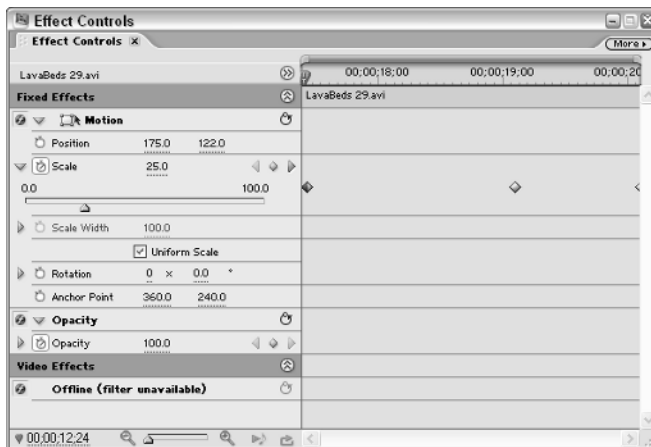 Effect Controls
Effect Controls x
More
LavaBeds 29.avi
00;00;18;00 00;00;19;00 00;00;20
Fixed Effects
LavaBeds 29.avi
Motion
Position 175.0 122.0
Scale 25.0
0.0 100.0
Scale Width 100.0
Uniform Scale
Rotation 0 x 0.0 °
Anchor Point 360.0 240.0
Opacity
Opacity 100.0
Video Effects
Offline (filter unavailable)
00;00;12;24